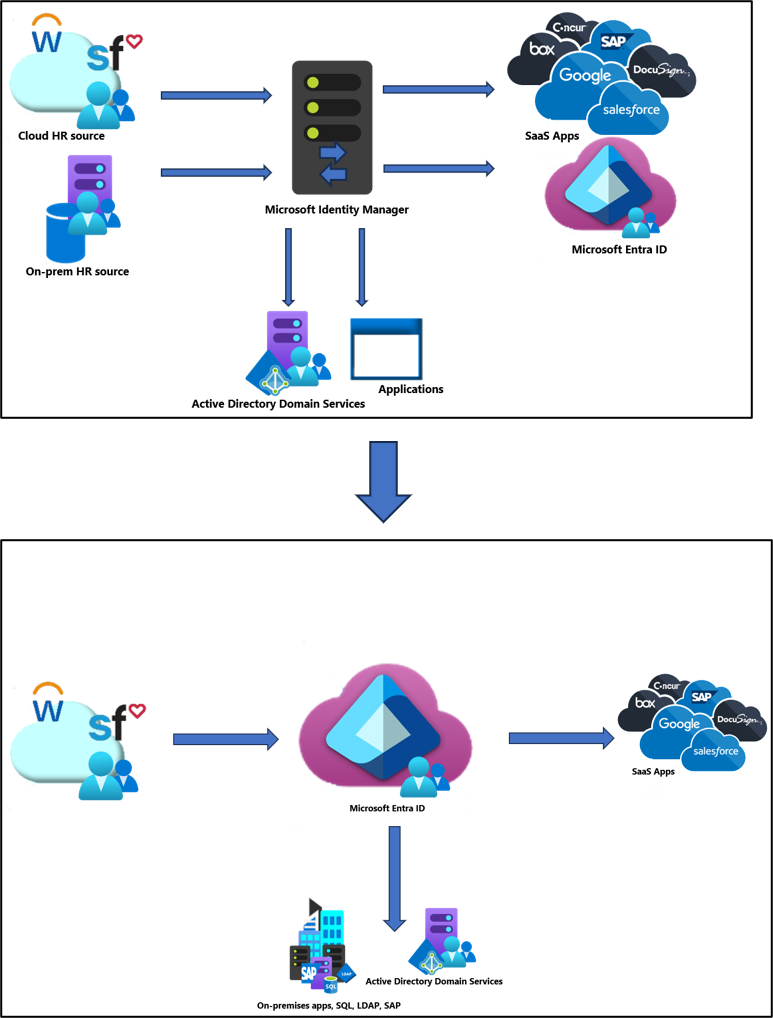 W
sf
Cloud HR source
On-prem HR source
Microsoft Identity Manager
Concur
box
SAP
DocuSign
Google
salesforce
SaaS Apps
Microsoft Entra ID
Active Directory Domain Services
Applications
W
sf
Microsoft Entra ID
Concur
box
SAP
DocuSign
Google
salesforce
SaaS Apps
SAP
LDAP
SQL
On-premises apps, SQL, LDAP, SAP
Active Directory Domain Services